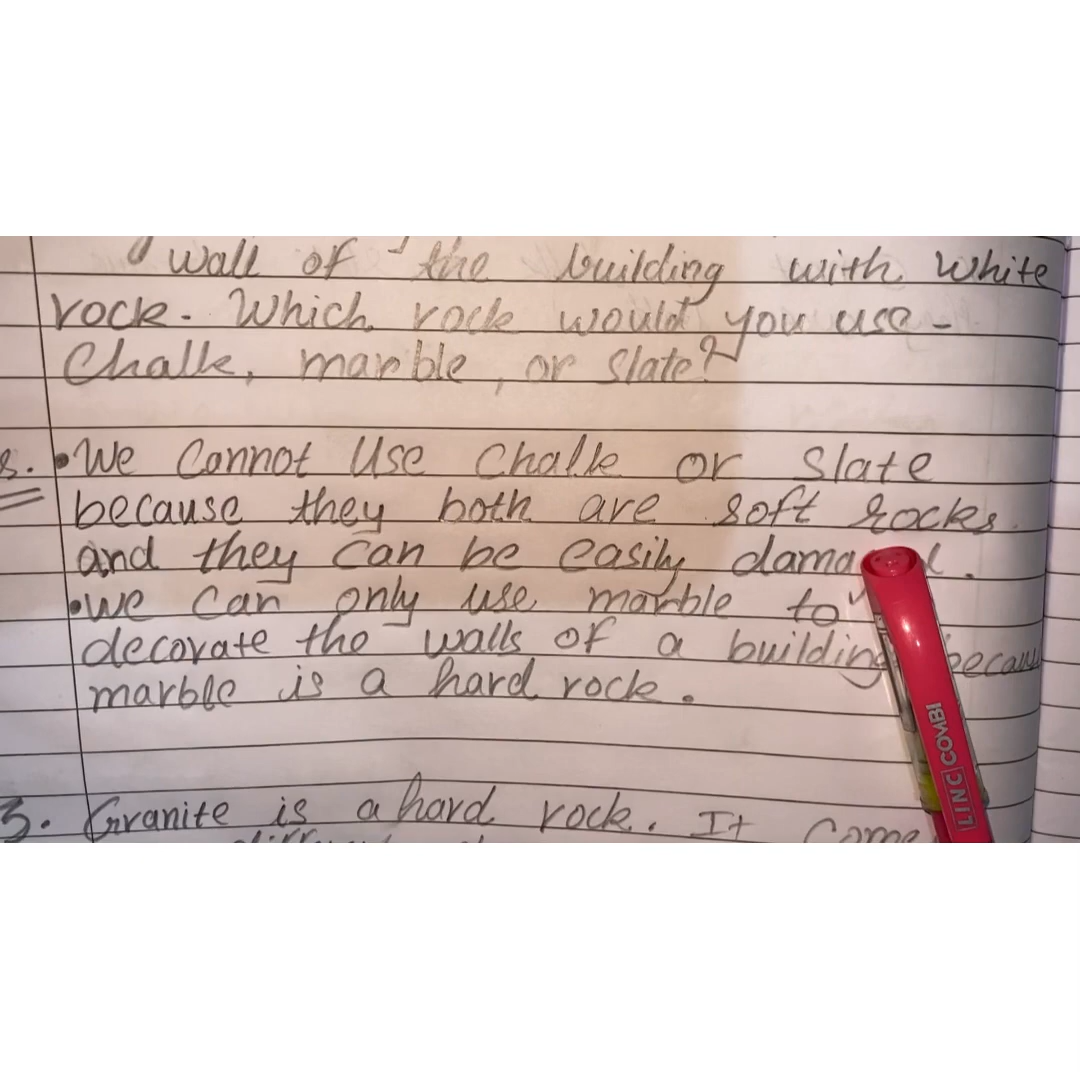 wall of the building with white
rock. Which rock would you use -
Chalk, marble, or Slate?
s. • We Cannot Use Chalk or Slate
because they both are soft rocks
and they can be easily
• we can only use marble to
decorate the walls of a building
marble is a hard rock.
3. Granite is a hard rock. It
LINC COMBI